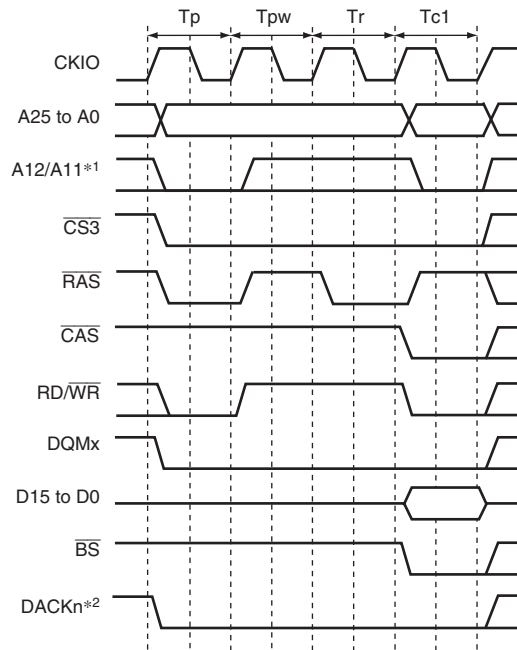 Tp Tpw Tr Tc1
CKIO
A25 to A0
A12/A11*1
CS3
RAS
CAS
RD/WR
DQMx
D15 to D0
BS
DACKn*2